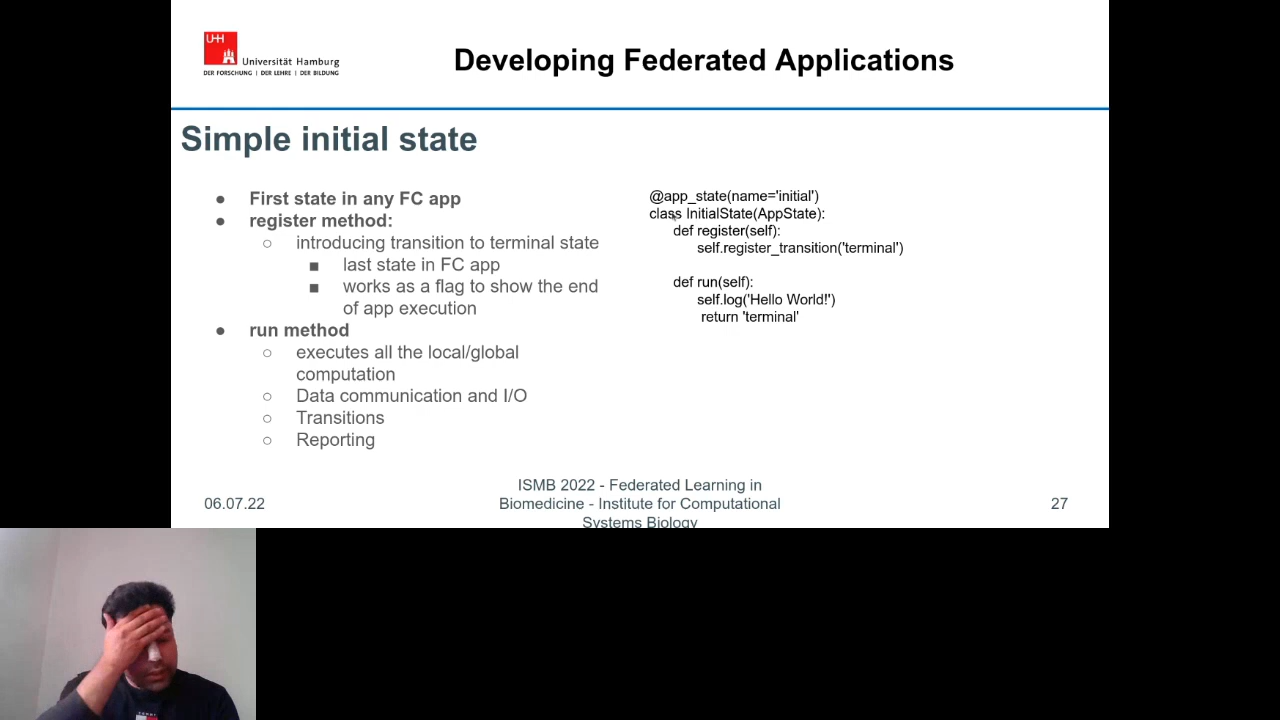 UHH
Universität Hamburg
DER FORSCHUNG | DER LEHRE | DER BILDUNG
Developing Federated Applications
Simple initial state
● First state in any FC app
● register method:
○ introducing transition to terminal state
■ last state in FC app
■ works as a flag to show the end
of app execution
● run method
○ executes all the local/global
computation
○ Data communication and I/O
○ Transitions
○ Reporting
@app_state(name='initial')
class InitialState(AppState):
def register(self):
self.register_transition('terminal')
def run(self):
self.log('Hello World!')
return 'terminal'
06.07.22
ISMB 2022 - Federated Learning in
Biomedicine - Institute for Computational
Systems Biology
27